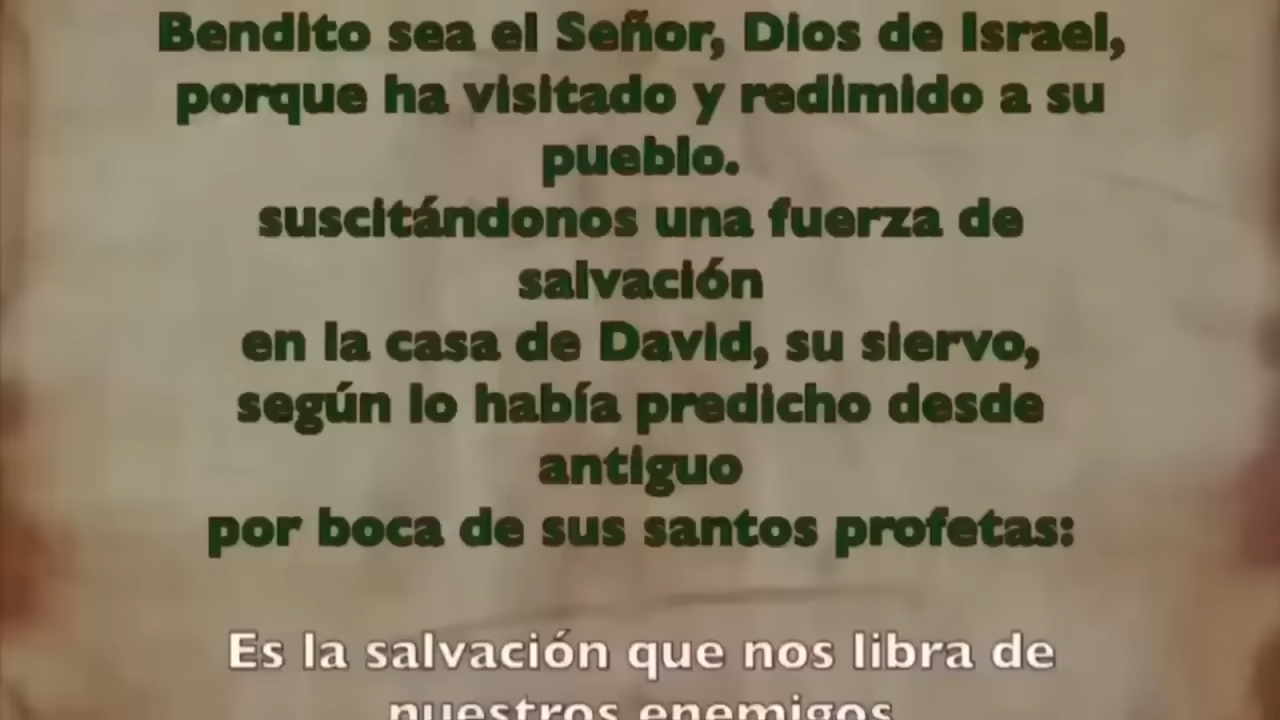 Bendito sea el Señor, Dios de Israel,
porque ha visitado y redimido a su
pueblo.
suscitándonos una fuerza de
salvación
en la casa de David, su siervo,
según lo había predicho desde
antiguo
por boca de sus santos profetas:
Es la salvación que nos libra de
nuestros enemigos